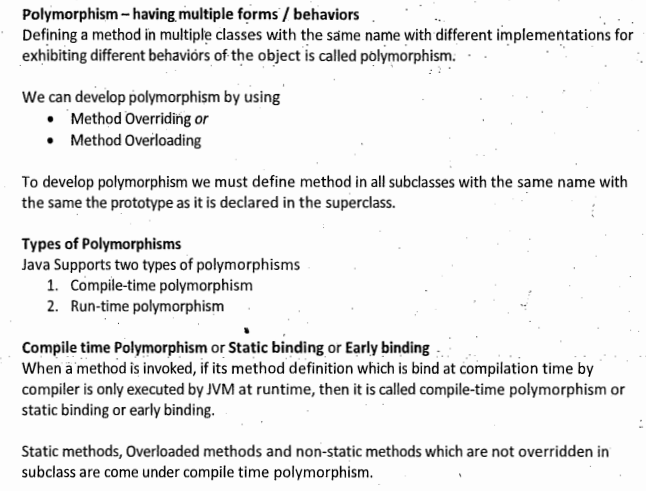 Polymorphism – having multiple forms / behaviors
Defining a method in multiple classes with the same name with different implementations for
exhibiting different behaviors of the object is called polymorphism.
We can develop polymorphism by using
• Method Overriding or
• Method Overloading
To develop polymorphism we must define method in all subclasses with the same name with
the same the prototype as it is declared in the superclass.
Types of Polymorphisms
Java Supports two types of polymorphisms
1. Compile-time polymorphism
2. Run-time polymorphism
Compile time Polymorphism or Static binding or Early binding
When a method is invoked, if its method definition which is bind at compilation time by
compiler is only executed by JVM at runtime, then it is called compile-time polymorphism or
static binding or early binding.
Static methods, Overloaded methods and non-static methods which are not overridden in
subclass are come under compile time polymorphism.